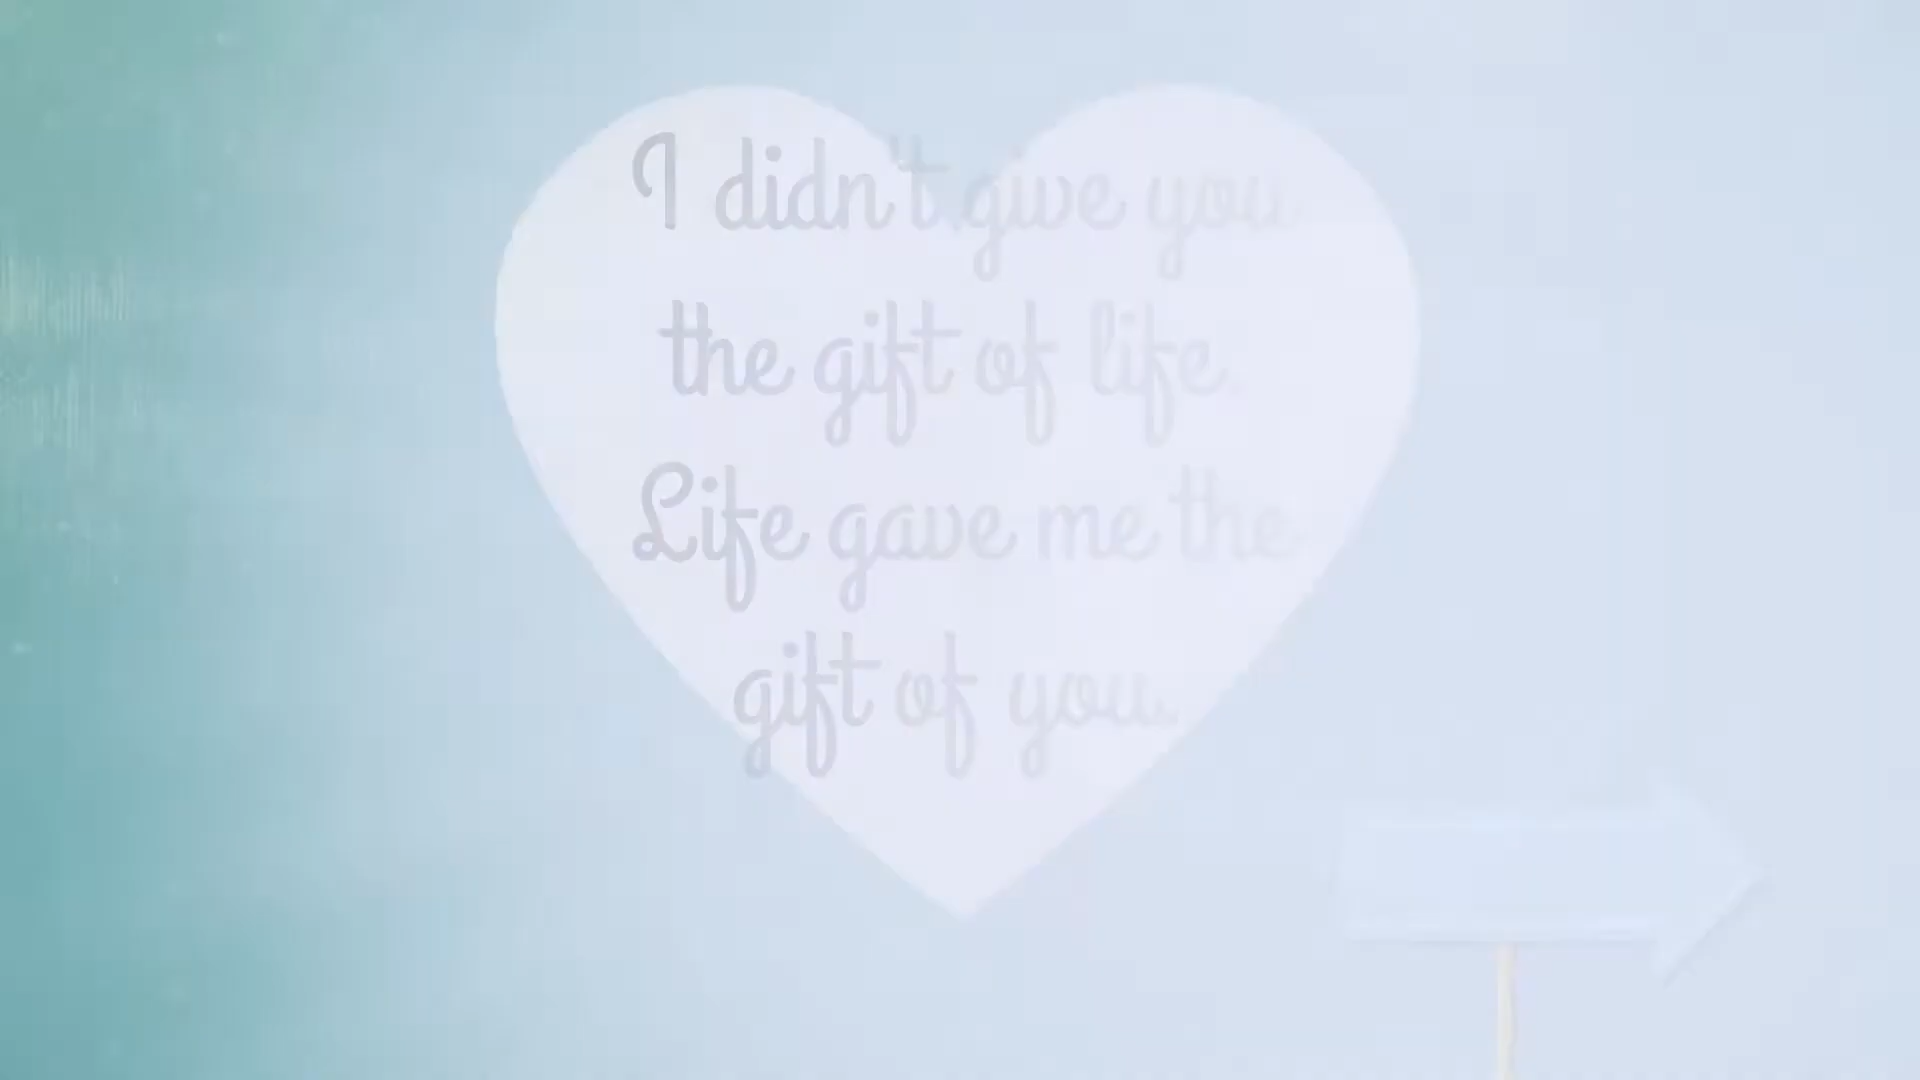 I didn't give you
the gift of life.
Life gave me the
gift of you.